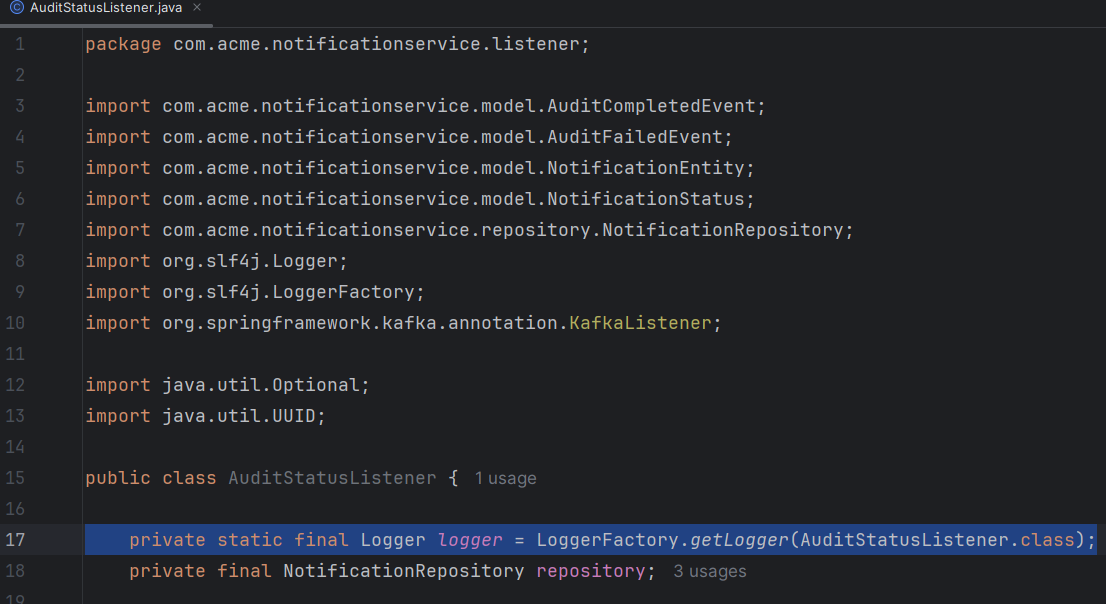 AuditStatusListener.java
1 package com.acme.notificationservice.listener;
2
3 import com.acme.notificationservice.model.AuditCompletedEvent;
4 import com.acme.notificationservice.model.AuditFailedEvent;
5 import com.acme.notificationservice.model.NotificationEntity;
6 import com.acme.notificationservice.model.NotificationStatus;
7 import com.acme.notificationservice.repository.NotificationRepository;
8 import org.slf4j.Logger;
9 import org.slf4j.LoggerFactory;
10 import org.springframework.kafka.annotation.KafkaListener;
11
12 import java.util.Optional;
13 import java.util.UUID;
14
15 public class AuditStatusListener { 1 usage
16
17 private static final Logger logger = LoggerFactory.getLogger(AuditStatusListener.class);
18 private final NotificationRepository repository; 3 usages
19